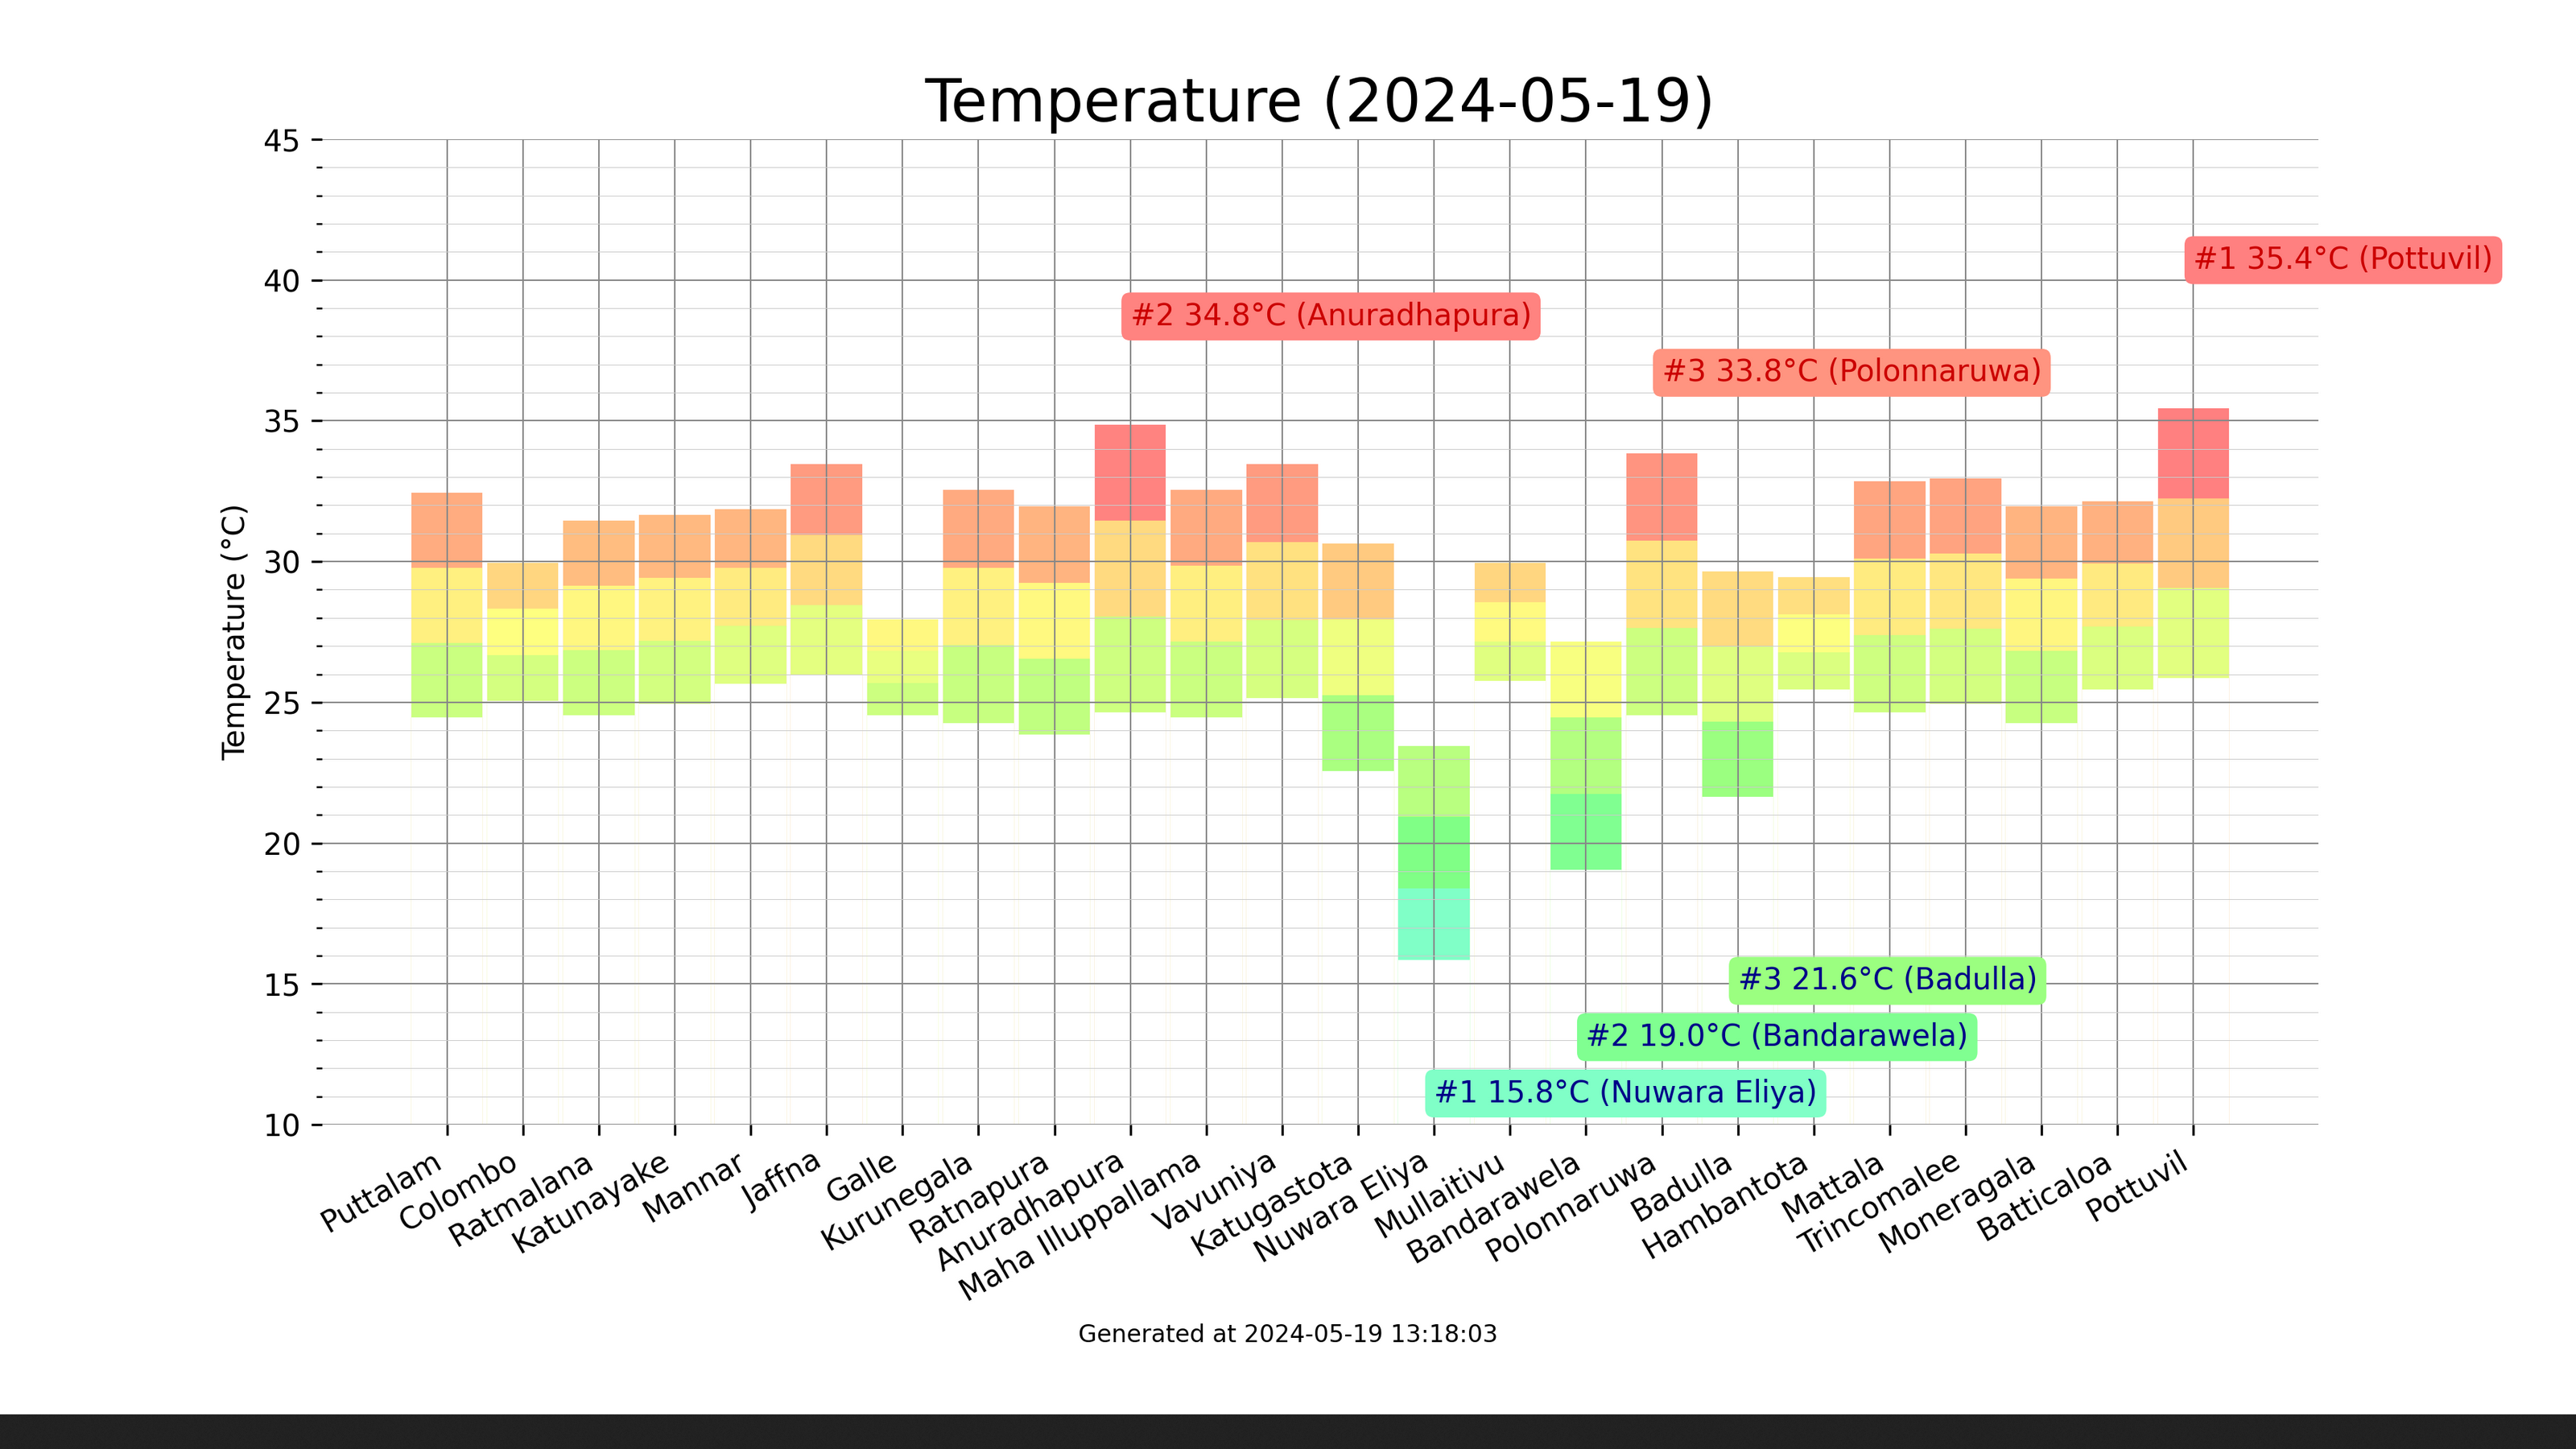 Temperature (2024-05-19)
Temperature (°C)
45
40
35
30
25
20
15
10
#1 35.4°C (Pottuvil)
#2 34.8°C (Anuradhapura)
#3 33.8°C (Polonnaruwa)
#3 21.6°C (Badulla)
#2 19.0°C (Bandarawela)
#1 15.8°C (Nuwara Eliya)
Puttalam
Colombo
Ratmalana
Katunayake
Mannar
Jaffna
Galle
Kurunegala
Ratnapura
Anuradhapura
Maha Illuppallama
Vavuniya
Katugastota
Nuwara Eliya
Mullaitivu
Bandarawela
Polonnaruwa
Badulla
Hambantota
Mattala
Trincomalee
Moneragala
Batticaloa
Pottuvil
Generated at 2024-05-19 13:18:03